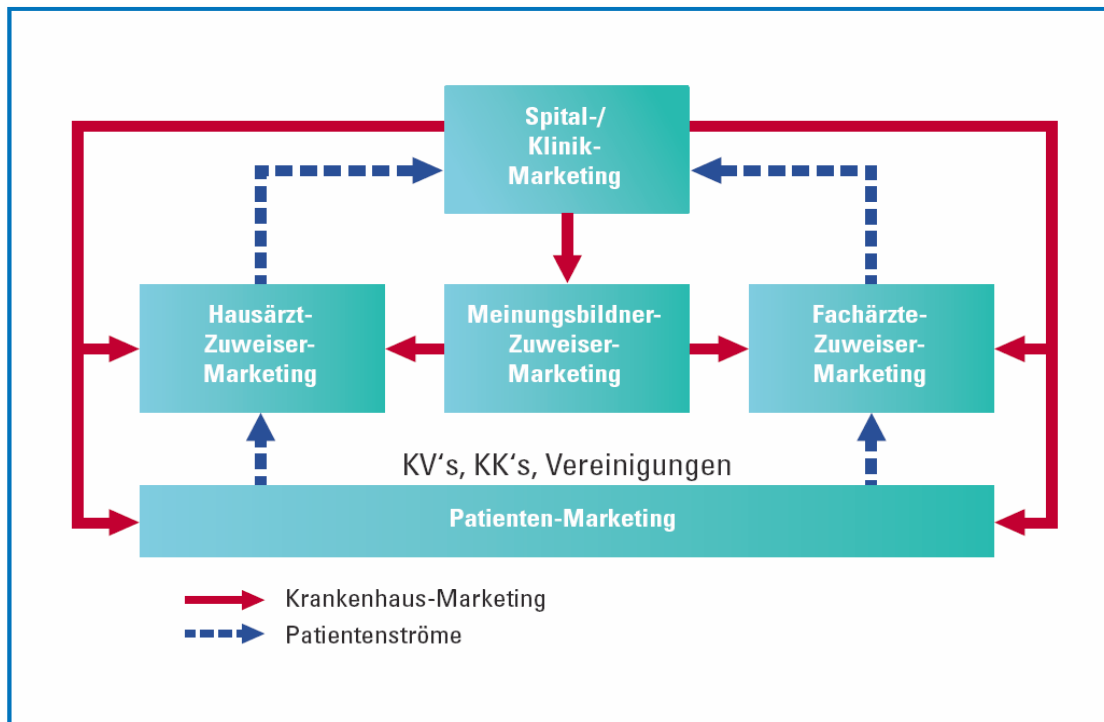 Spital-/
Klinik-
Marketing
Hausärzt-
Zuweiser-
Marketing
Meinungsbildner-
Zuweiser-
Marketing
Fachärzte-
Zuweiser-
Marketing
KV‘s, KK‘s, Vereinigungen
Patienten-Marketing
Krankenhaus-Marketing
Patientenströme